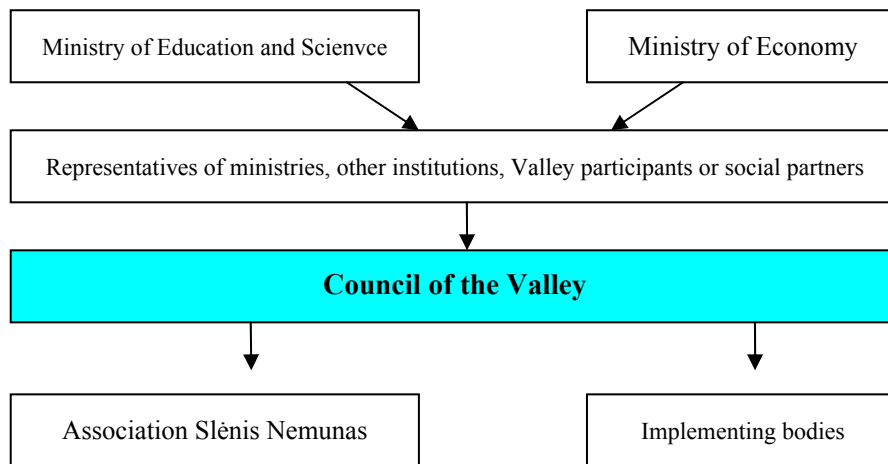 Ministry of Education and Scienvce
Ministry of Economy
Representatives of ministries, other institutions, Valley participants or social partners
Council of the Valley
Association Slėnis Nemunas
Implementing bodies